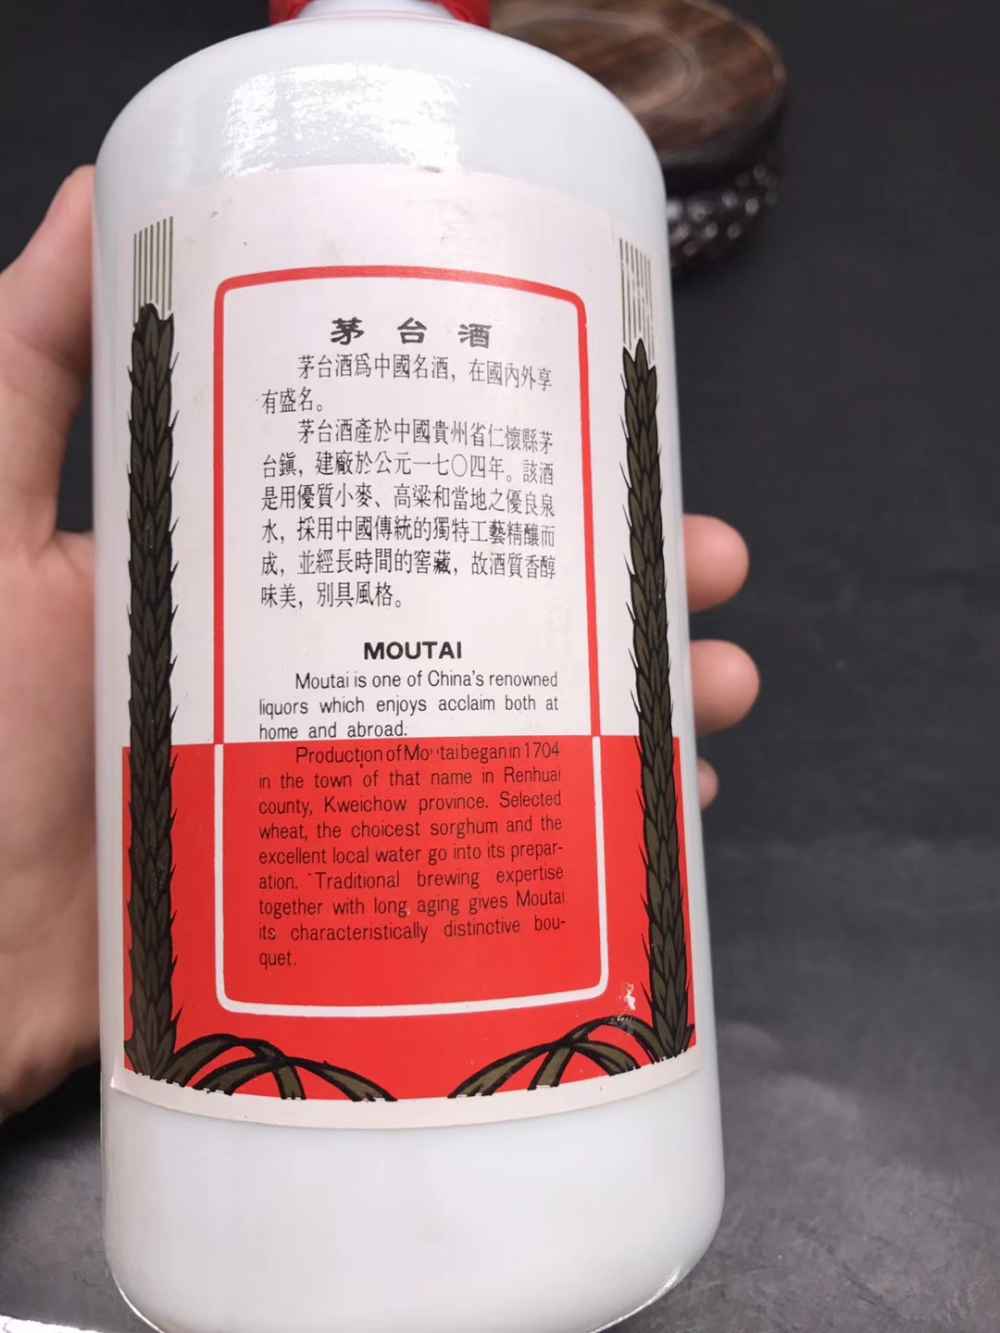 茅台酒
茅台酒爲中國名酒，在國內外享
有盛名。
茅台酒產於中國貴州省仁懷縣茅
台鎭，建廠於公元一七〇四年。該酒
是用優質小麥、高粱和當地之優良泉
水，採用中國傳統的獨特工藝精釀而
成，並經長時間的窖藏，故酒質香醇
味美，別具風格。
MOUTAI
Moutai is one of China's renowned
liquors which enjoys acclaim both at
home and abroad.
Production of Moutai began in 1704
in the town of that name in Renhuai
county, Kweichow province. Selected
wheat, the choicest sorghum and the
excellent local water go into its prepar-
ation. Traditional brewing expertise
together with long aging gives Moutai
its characteristically distinctive bou-
quet.